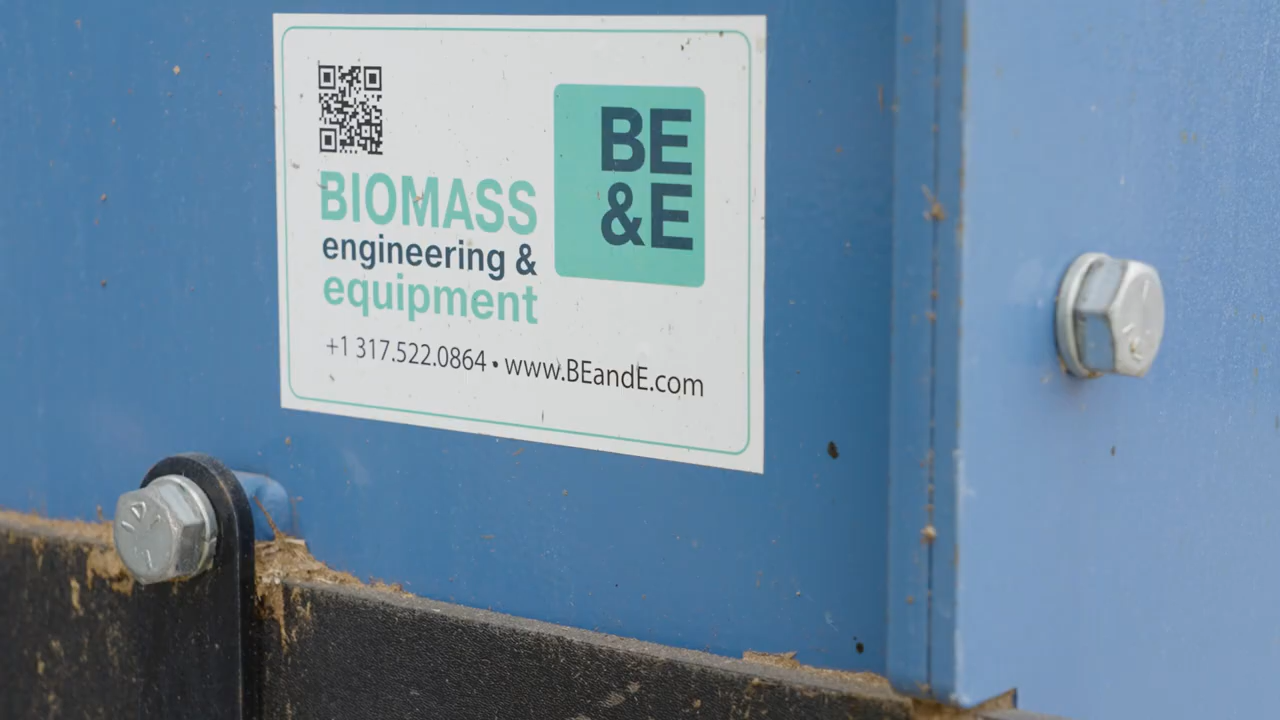 BIOMASS
engineering &
equipment
BE
&E
+1 317.522.0864 • www.BEandE.com